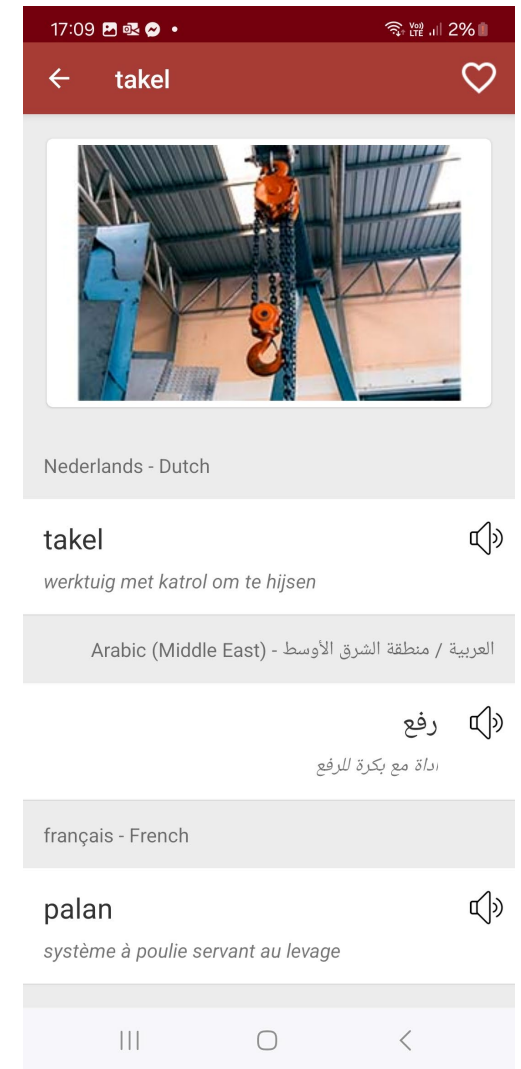 17:09 2%
takel
Nederlands - Dutch
takel
werktuig met katrol om te hijsen
العربية / منطقة الشرق الأوسط - Arabic (Middle East)
رفع
اداة مع بكرة للرفع
français - French
palan
système à poulie servant au levage